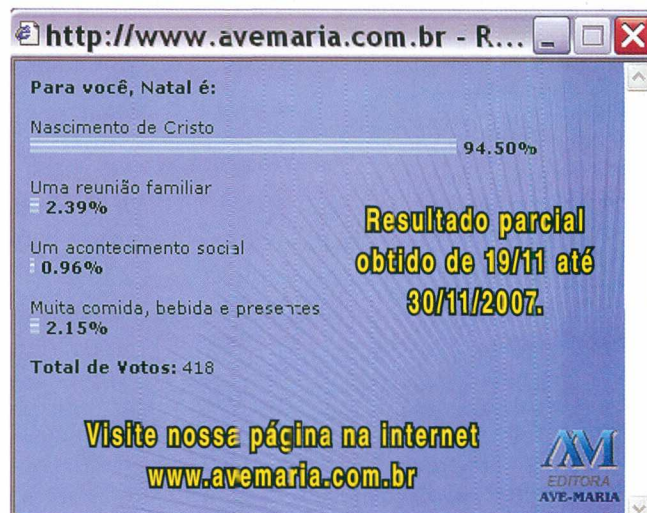 http://www.avemaria.com.br - R...
Para você, Natal é:
Nascimento de Cristo
94.50%
Uma reunião familiar
2.39%
Um acontecimento social
0.96%
Muita comida, bebida e presentes
2.15%
Total de Votos: 418
Resultado parcial
obtido de 19/11 até
30/11/2007.
Visite nossa página na internet
www.avemaria.com.br
AM
EDITORA
AVE-MARIA